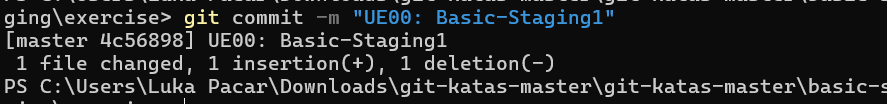 ging\exercise> git commit -m "UE00: Basic-Staging1"
[master 4c56898] UE00: Basic-Staging1
 1 file changed, 1 insertion(+), 1 deletion(-)
PS C:\Users\Luka Pacar\Downloads\git-katas-master\git-katas-master\basic-s